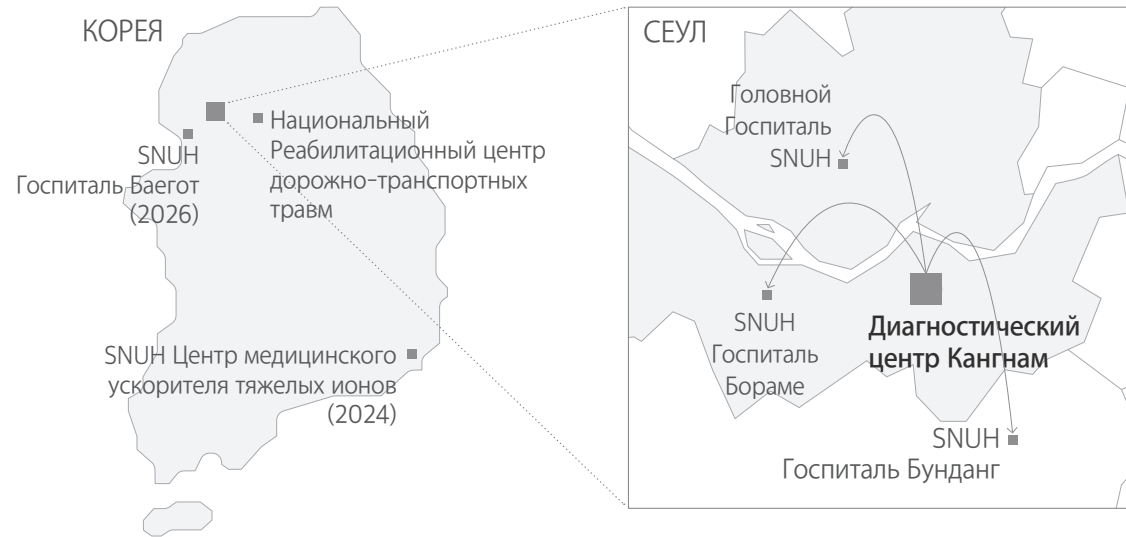 КОРЕЯ
SNUH
Госпиталь Баегот
(2026)
Национальный
Реабилитационный центр
дорожно-транспортных
травм
SNUH Центр медицинского
ускорителя тяжелых ионов
(2024)
СЕУЛ
Головной
Госпиталь
SNUH
SNUH
Госпиталь
Бораме
Диагностический
центр Кангнам
SNUH
Госпиталь Бунданг